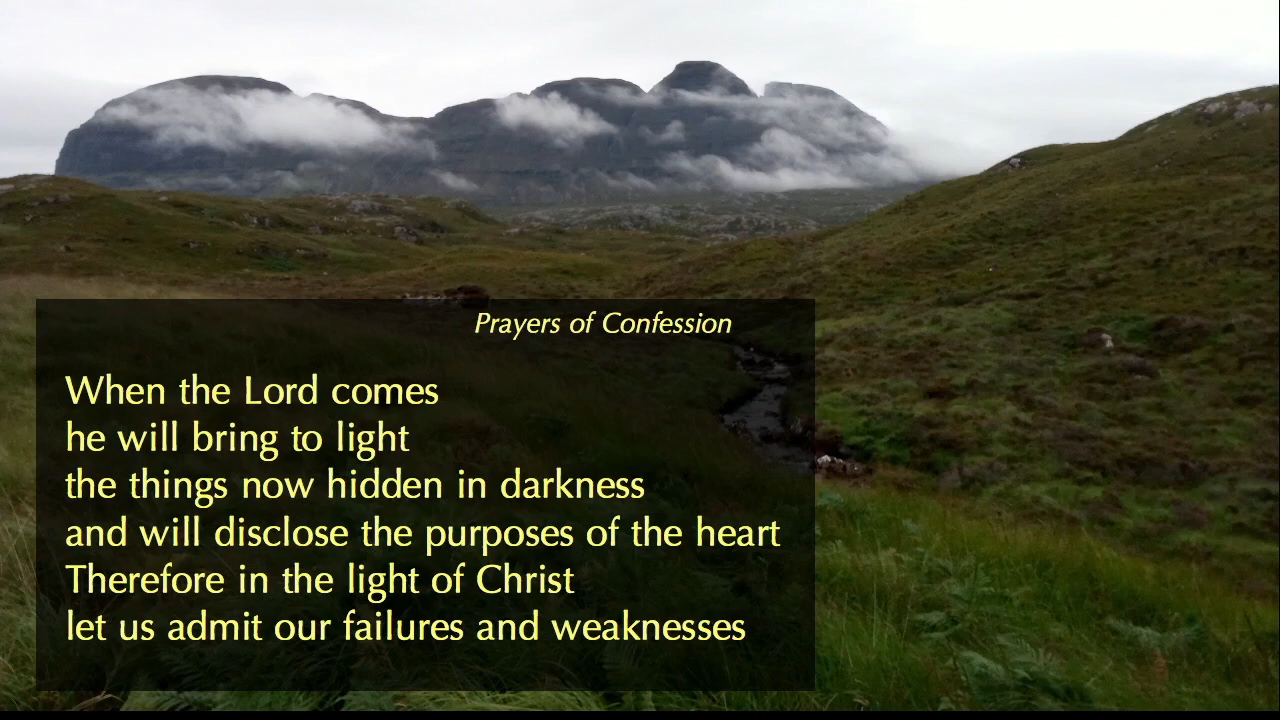 Prayers of Confession
When the Lord comes
he will bring to light
the things now hidden in darkness
and will disclose the purposes of the heart
Therefore in the light of Christ
let us admit our failures and weaknesses